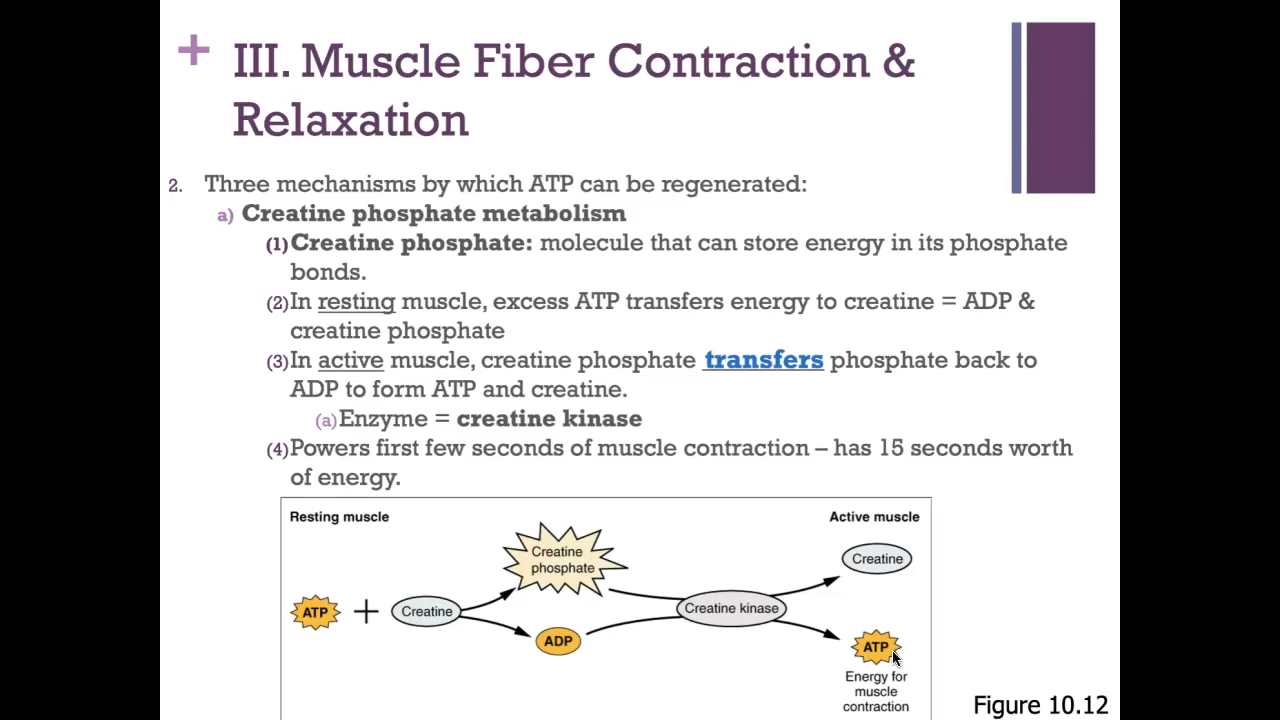 + III. Muscle Fiber Contraction &
Relaxation
2. Three mechanisms by which ATP can be regenerated:
a) Creatine phosphate metabolism
(1) Creatine phosphate: molecule that can store energy in its phosphate
bonds.
(2) In resting muscle, excess ATP transfers energy to creatine = ADP &
creatine phosphate
(3) In active muscle, creatine phosphate transfers phosphate back to
ADP to form ATP and creatine.
(a) Enzyme = creatine kinase
(4) Powers first few seconds of muscle contraction – has 15 seconds worth
of energy.
Resting muscle
Active muscle
ATP + Creatine
Creatine
phosphate
ADP
Creatine kinase
Creatine
ATP
Energy for
muscle
contraction
Figure 10.12